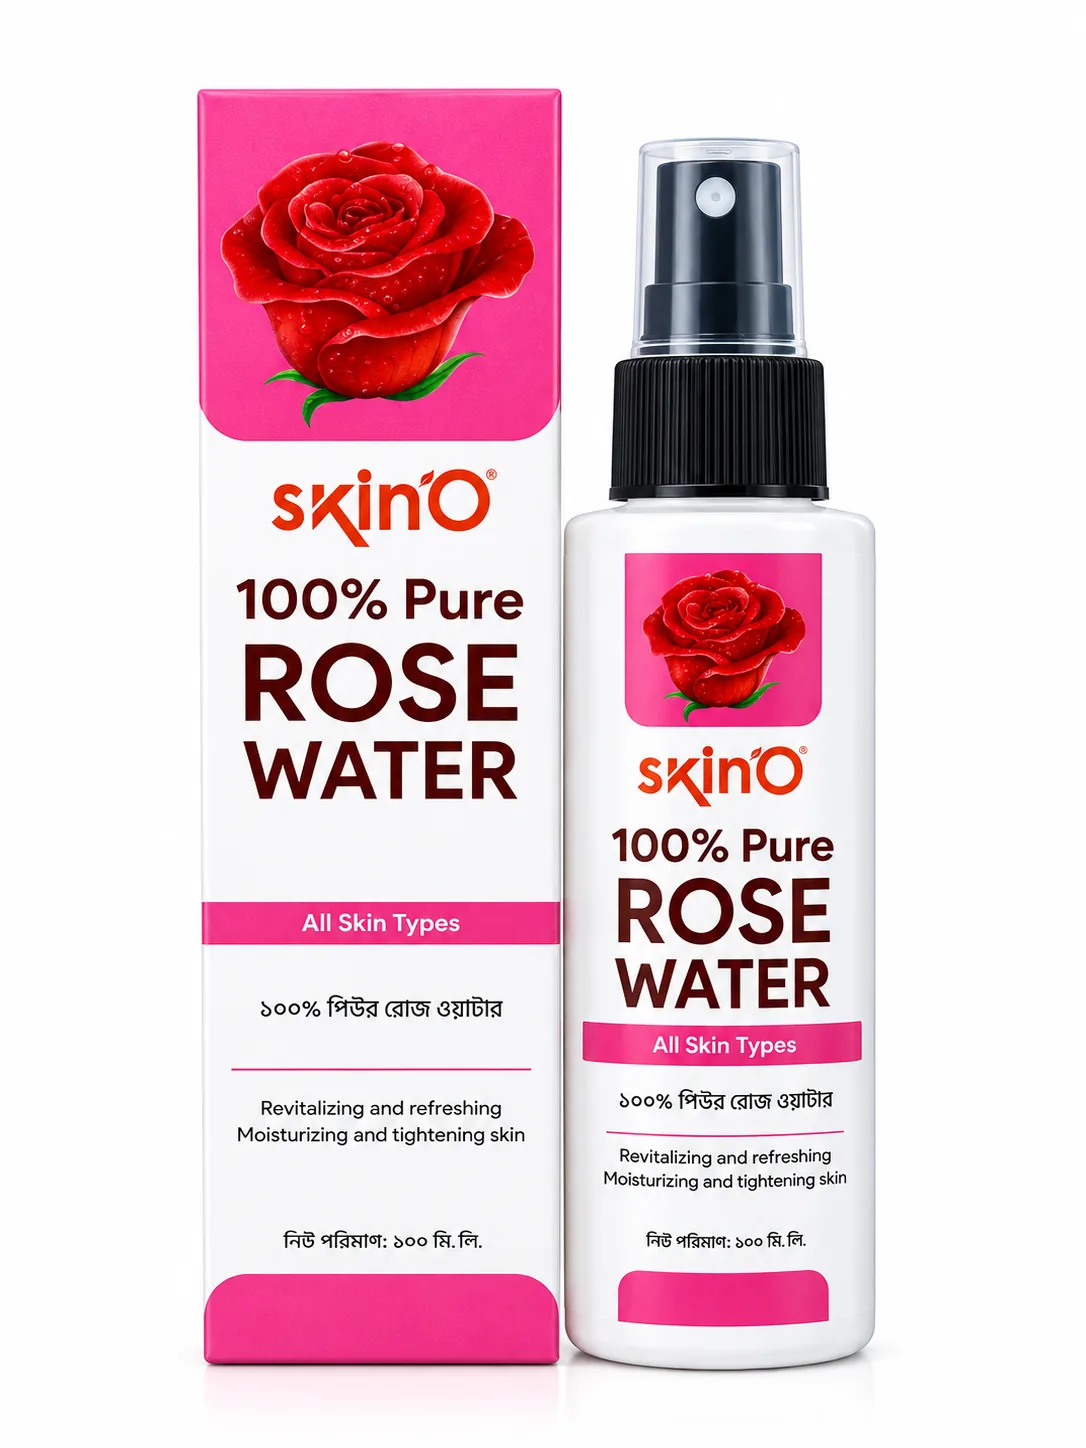 skin'O®
100% Pure
ROSE
WATER
All Skin Types
১০০% পিউর রোজ ওয়াটার
Revitalizing and refreshing
Moisturizing and tightening skin
নিউ পরিমাণ: ১০০ মি. লি.
skin'O®
100% Pure
ROSE
WATER
All Skin Types
১০০% পিউর রোজ ওয়াটার
Revitalizing and refreshing
Moisturizing and tightening skin
নিউ পরিমাণ: ১০০ মি. লি.